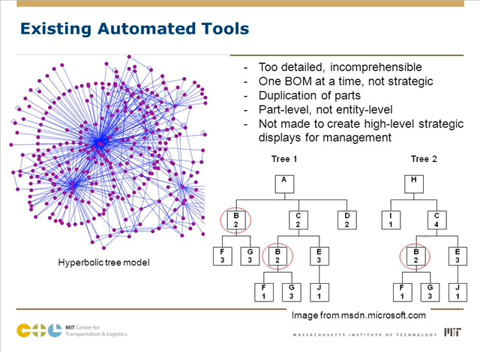 Existing Automated Tools
- Too detailed, incomprehensible
- One BOM at a time, not strategic
- Duplication of parts
- Part-level, not entity-level
- Not made to create high-level strategic
displays for management
Hyperbolic tree model
Tree 1
A
B
2
C
2
D
2
F
3
G
3
B
2
E
3
F
1
G
3
J
1
Tree 2
H
I
1
C
4
B
2
E
3
F
1
G
3
J
1
Image from msdn.microsoft.com
CTL
MIT Center for
Transportation & Logistics
MASSACHUSETTS INSTITUTE OF TECHNOLOGY
MIT